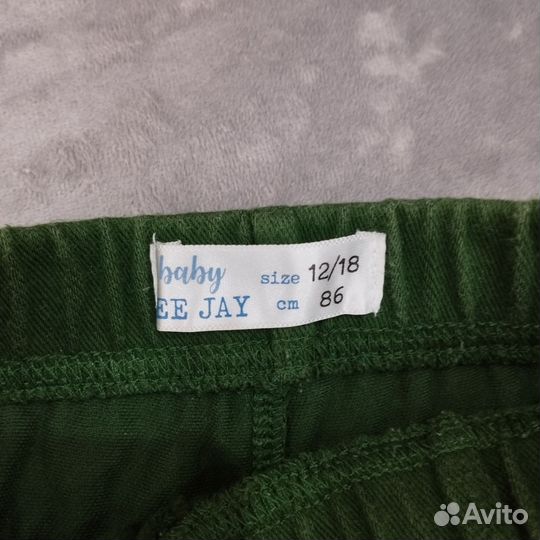 baby
EE JAY
size 12/18
cm 86
Avito